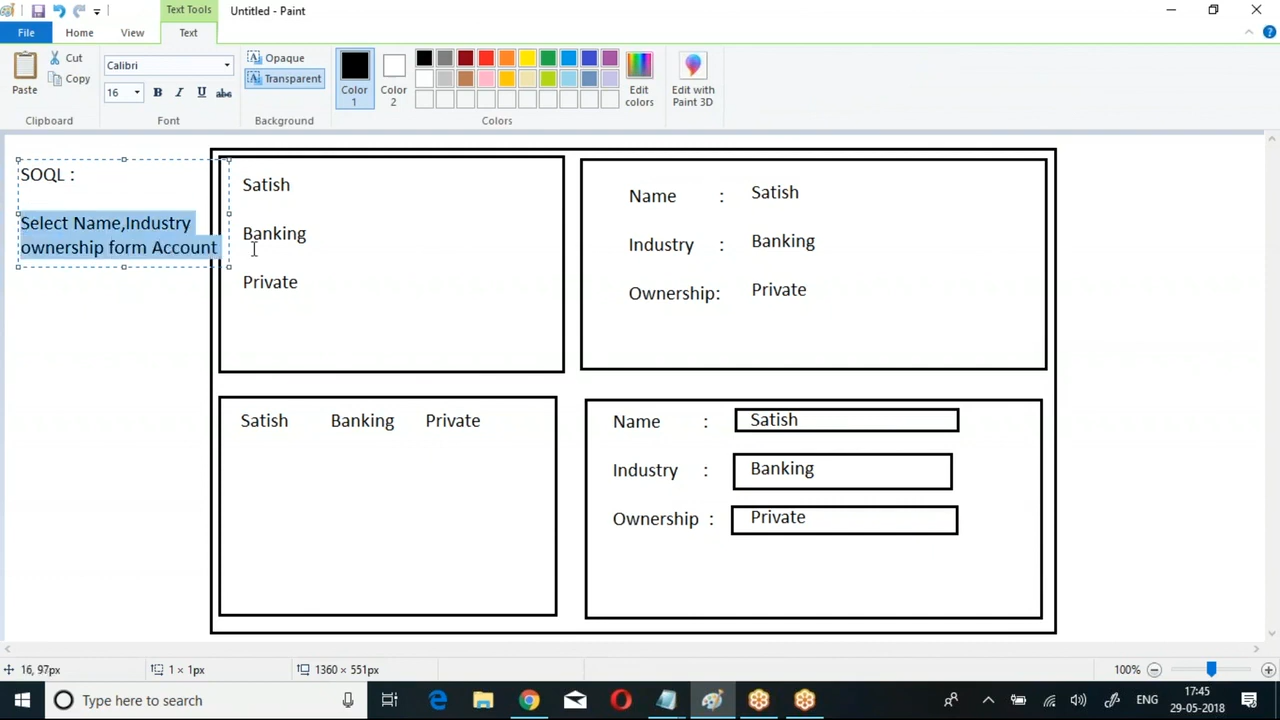 Text Tools
Untitled - Paint
File
Home
View
Text
Paste
Cut
Copy
Clipboard
Calibri
16
B I U abc
Font
Opaque
Transparent
Background
Color 1
Color 2
Edit colors
Colors
Edit with Paint 3D
SOQL :
Select Name,Industry
ownership form Account
Satish
Banking
Private
Name : Satish
Industry : Banking
Ownership: Private
Satish Banking Private
Name : Satish
Industry : Banking
Ownership : Private
16, 97px
1 × 1px
1360 × 551px
100%
Type here to search
ENG
17:45
29-05-2018